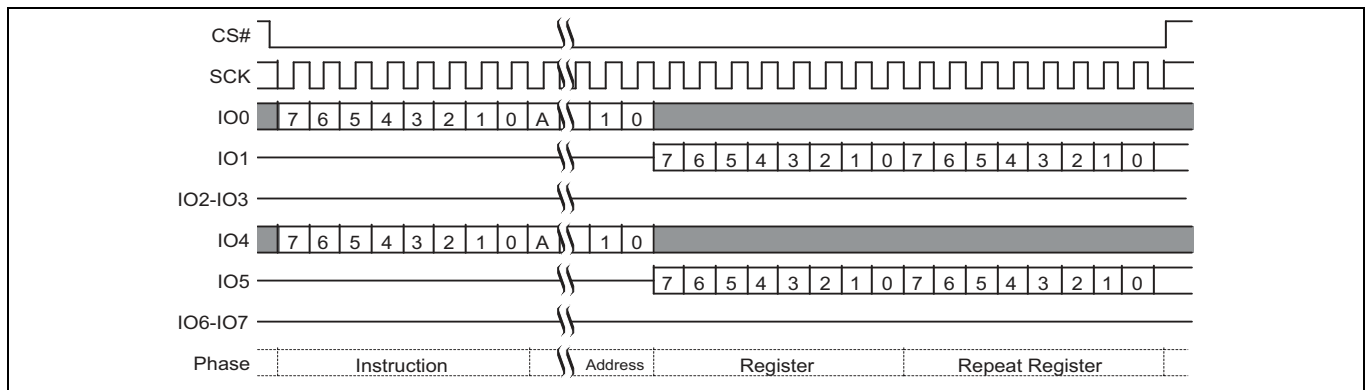 CS#
SCK
IO0 7 6 5 4 3 2 1 0 A 1 0
IO1 7 6 5 4 3 2 1 0 7 6 5 4 3 2 1 0
IO2-IO3
IO4 7 6 5 4 3 2 1 0 A 1 0
IO5 7 6 5 4 3 2 1 0 7 6 5 4 3 2 1 0
IO6-IO7
Phase Instruction Address Register Repeat Register